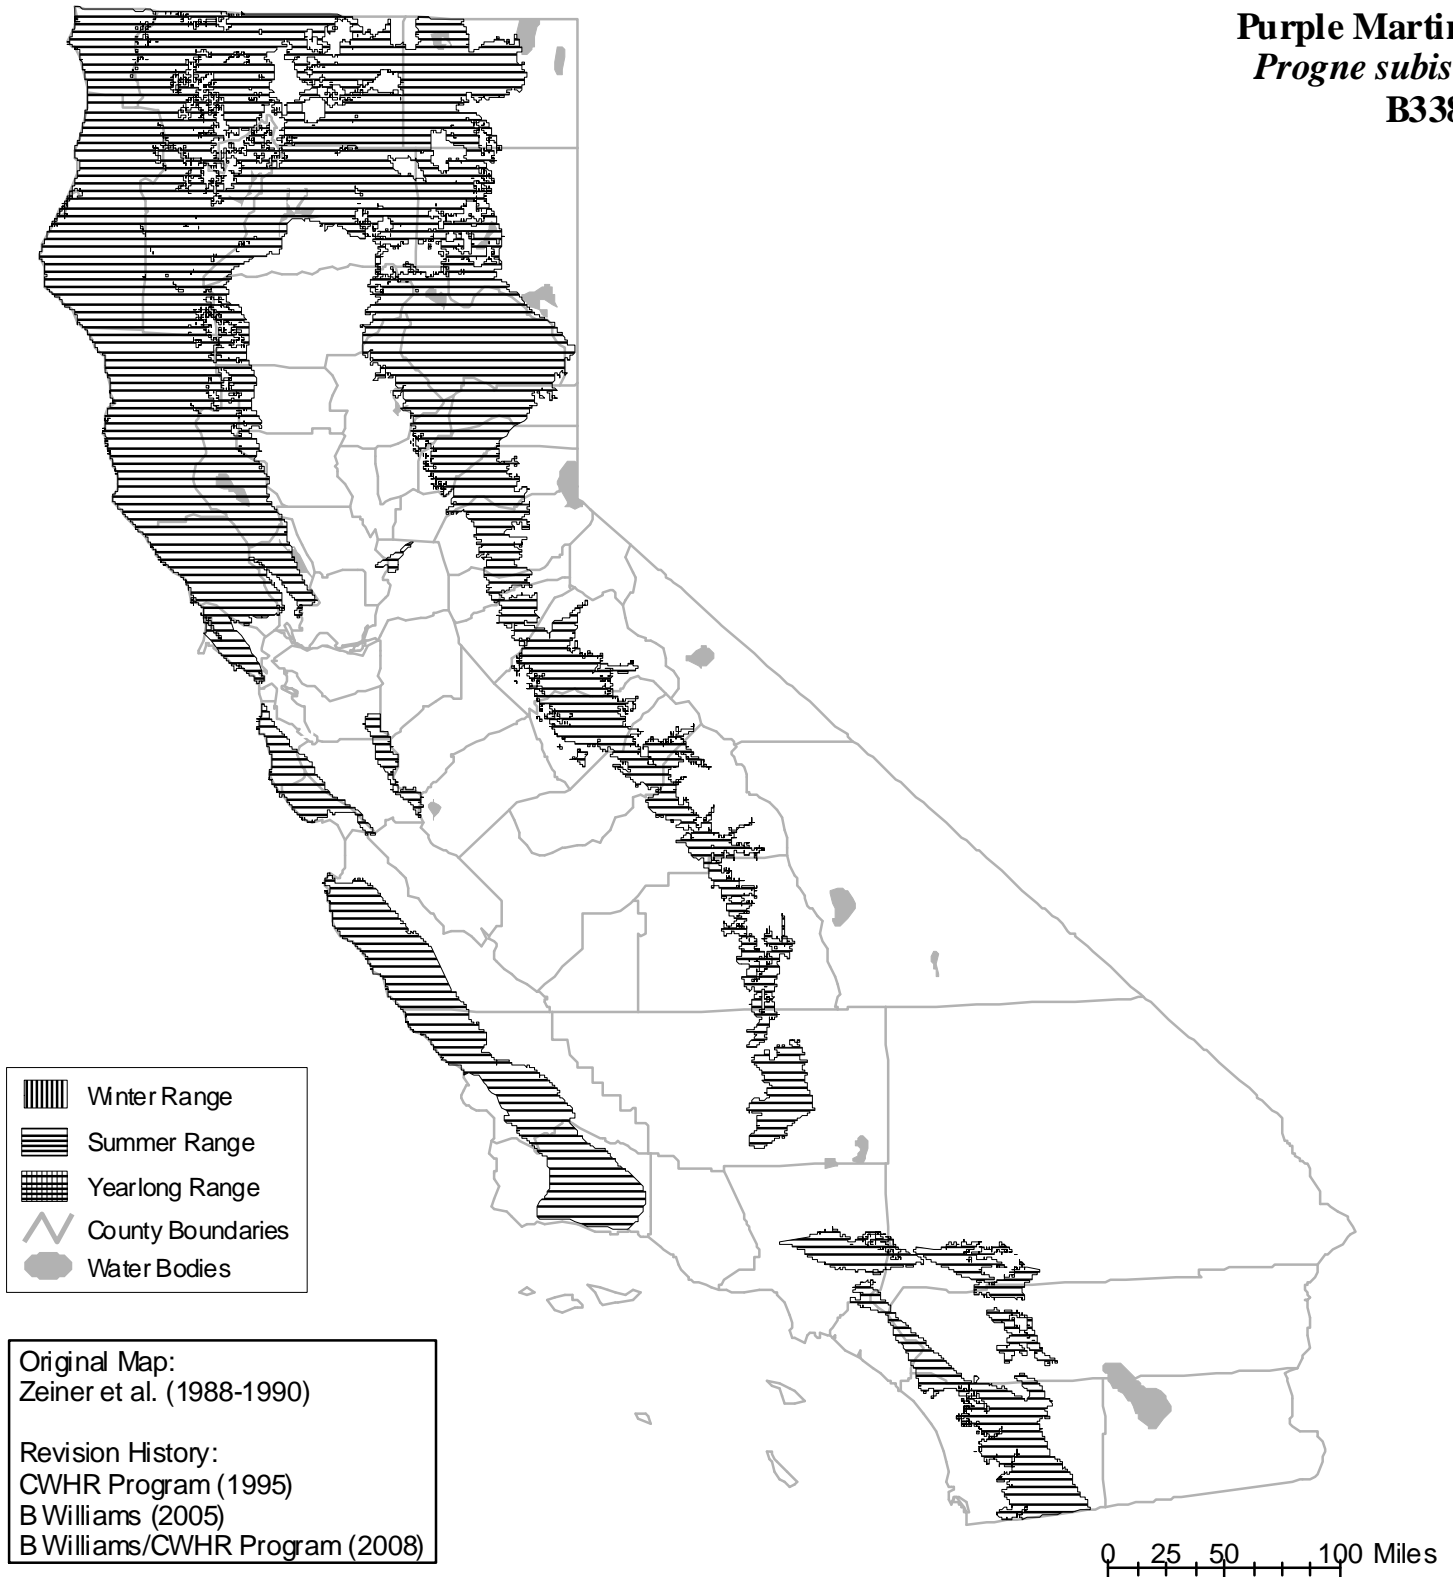 Purple Martin
Progne subis
B338
Winter Range
Summer Range
Yearlong Range
County Boundaries
Water Bodies
Original Map:
Zeiner et al. (1988-1990)
Revision History:
CWHR Program (1995)
B Williams (2005)
B Williams/CWHR Program (2008)
0 25 50 100 Miles